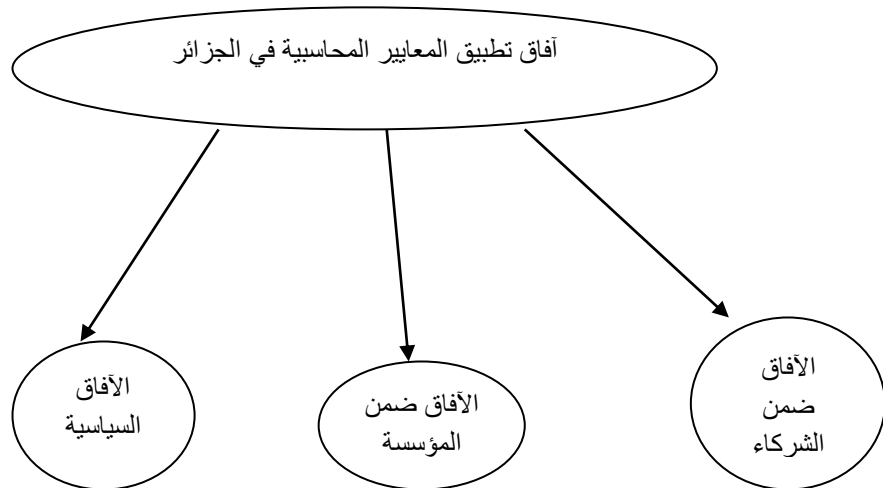 آفاق تطبيق المعايير المحاسبية في الجزائر
الآفاق
ضمن
الشركاء
الآفاق ضمن
المؤسسة
الآفاق
السياسية